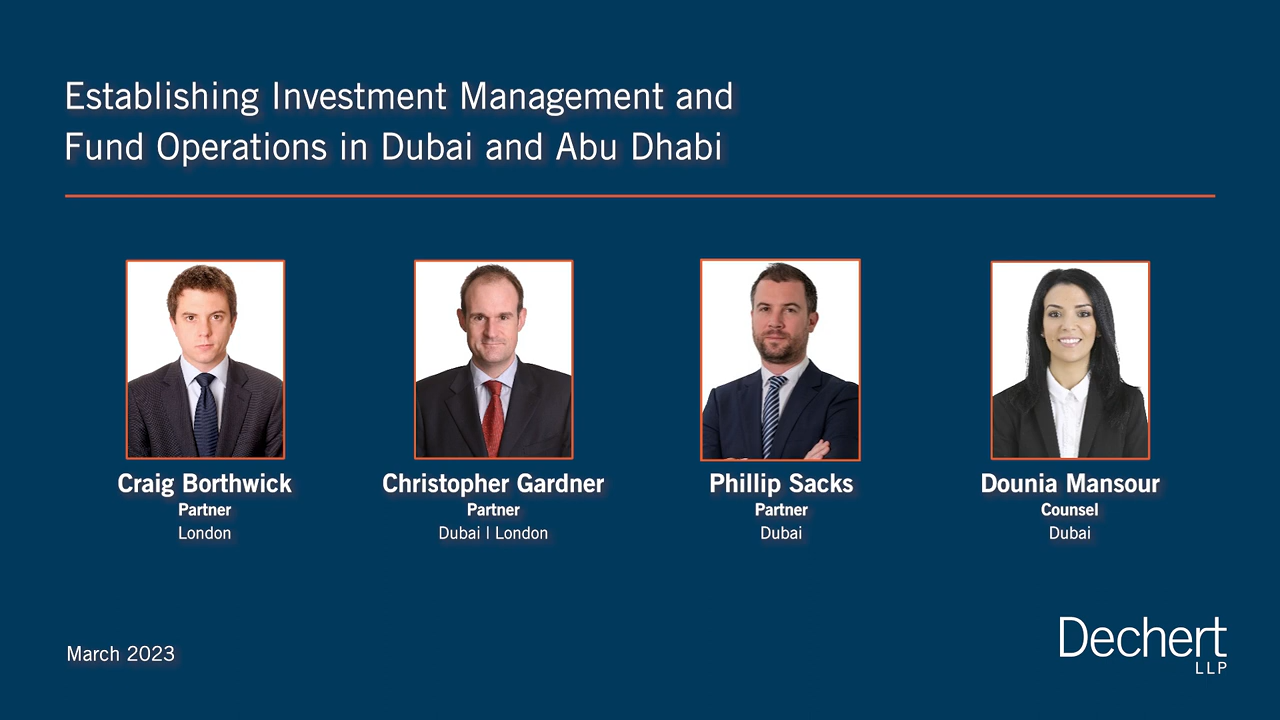 Establishing Investment Management and
Fund Operations in Dubai and Abu Dhabi
Craig Borthwick
Partner
London
Christopher Gardner
Partner
Dubai | London
Phillip Sacks
Partner
Dubai
Dounia Mansour
Counsel
Dubai
March 2023
Dechert
LLP